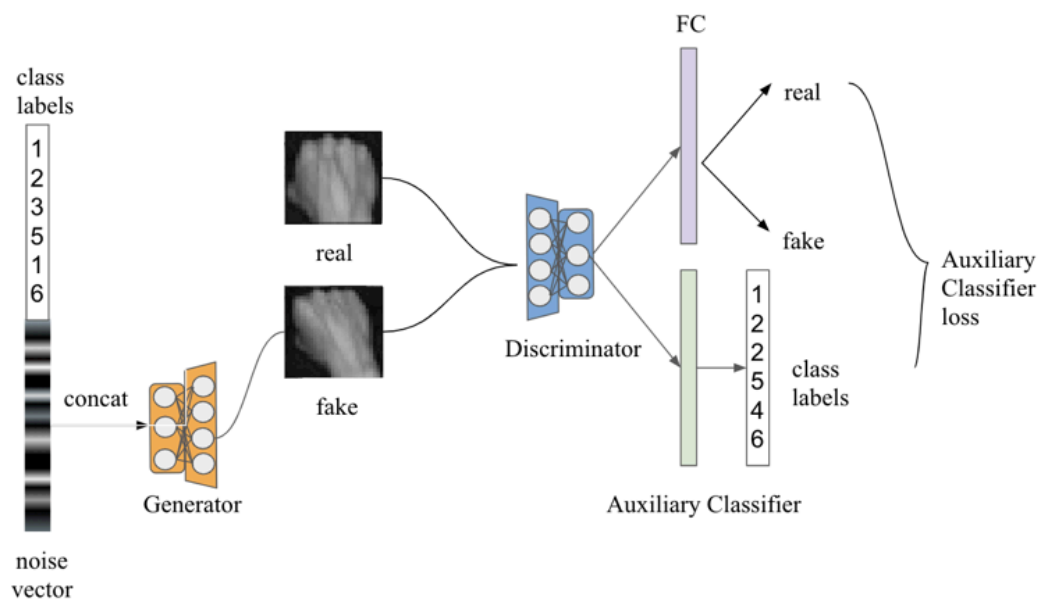 class
labels
1
2
3
5
1
6
noise
vector
concat
Generator
real
fake
Discriminator
FC
real
fake
1
2
2
5
4
6
class
labels
Auxiliary Classifier
Auxiliary
Classifier
loss